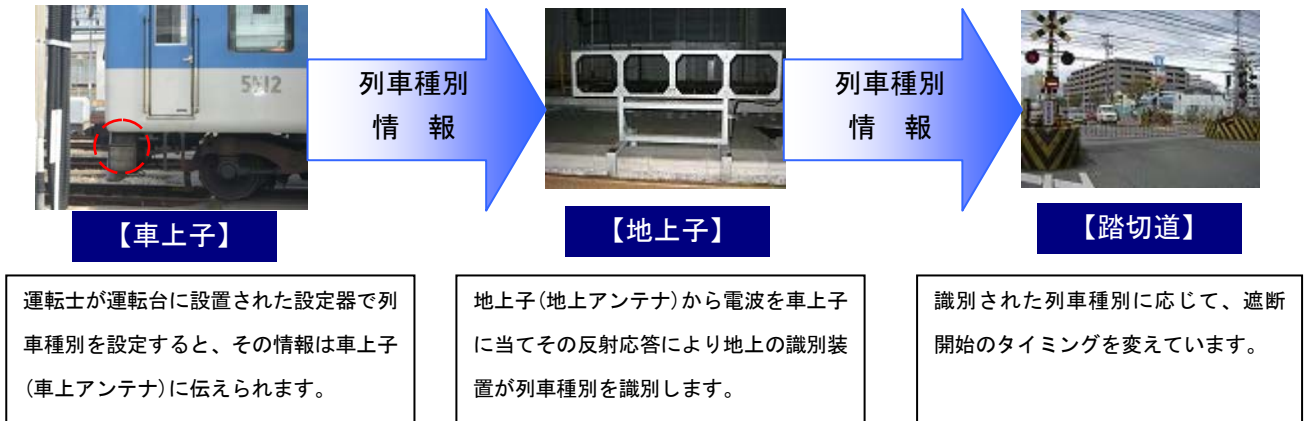 列車種別
情 報
列車種別
情 報
【車上子】
【地上子】
【踏切道】
運転士が運転台に設置された設定器で列
車種別を設定すると、その情報は車上子
(車上アンテナ)に伝えられます。
地上子(地上アンテナ)から電波を車上子
に当てその反射応答により地上の識別装
置が列車種別を識別します。
識別された列車種別に応じて、遮断
開始のタイミングを変えています。